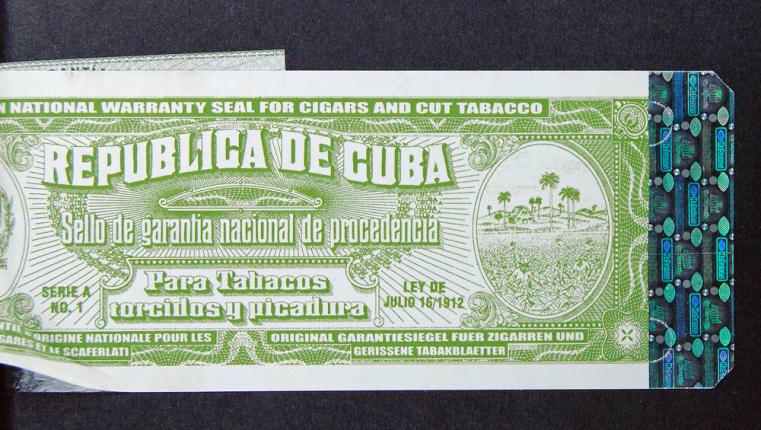 N NATIONAL WARRANTY SEAL FOR CIGARS AND CUT TABACCO
REPUBLICA DE CUBA
Sello de garantia nacional de procedencia
Para Tabacos
torcidos y picadura
SERIE A
NO. 1
LEY DE
JULIO 16/1912
ORIGINE NATIONALE POUR LES
GARES ET LE SCAFERLATI
ORIGINAL GARANTIESIEGEL FUER ZIGARREN UND
GERISSENE TABAKBLAETTER